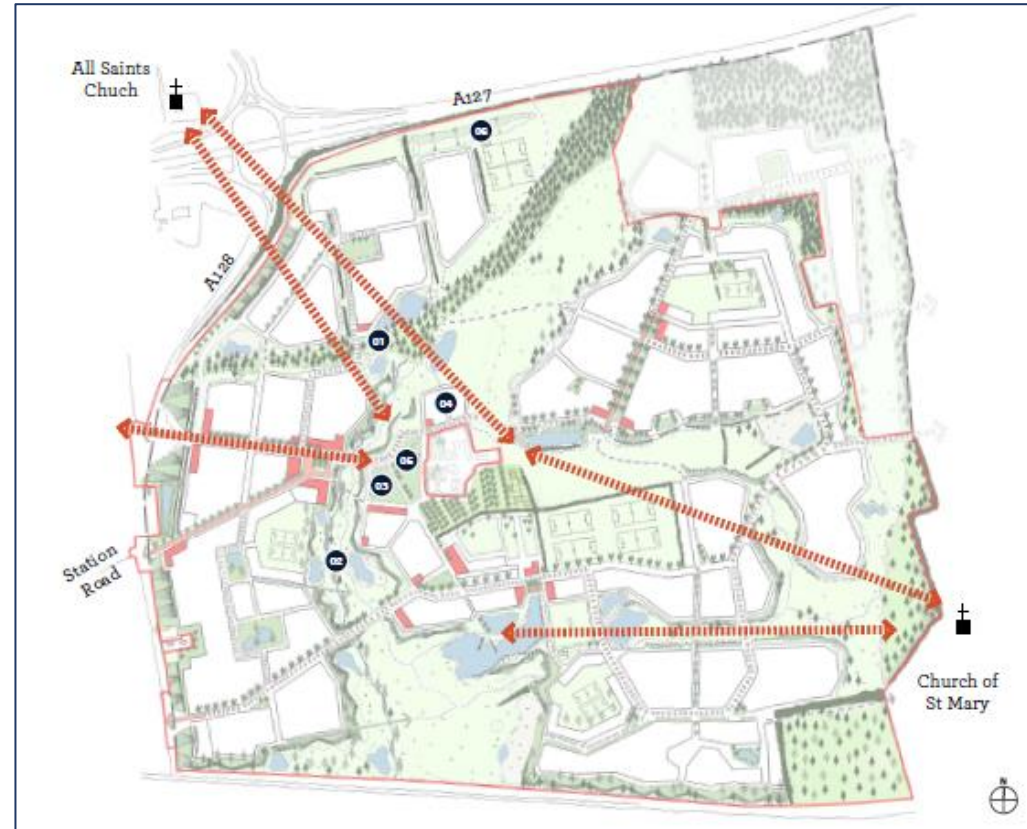 All Saints
Chuch
A127
06
A128
01
04
05
03
Station
Road
02
Church of
St Mary
N